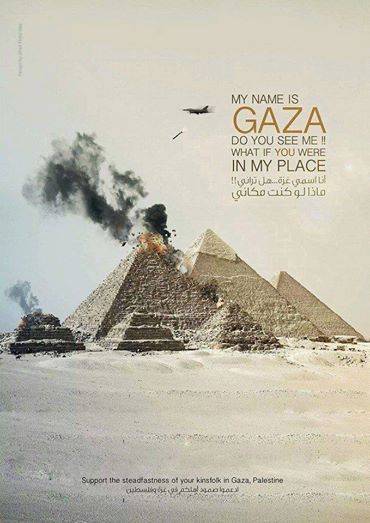 MY NAME IS
GAZA
DO YOU SEE ME !!
WHAT IF YOU WERE
IN MY PLACE
أنا اسمي غزة...هل تراني!!
ماذا لو كنت مكاني
Support the steadfastness of your kinsfolk in Gaza, Palestine
ادعموا صمود أهلكم في غزة وفلسطين